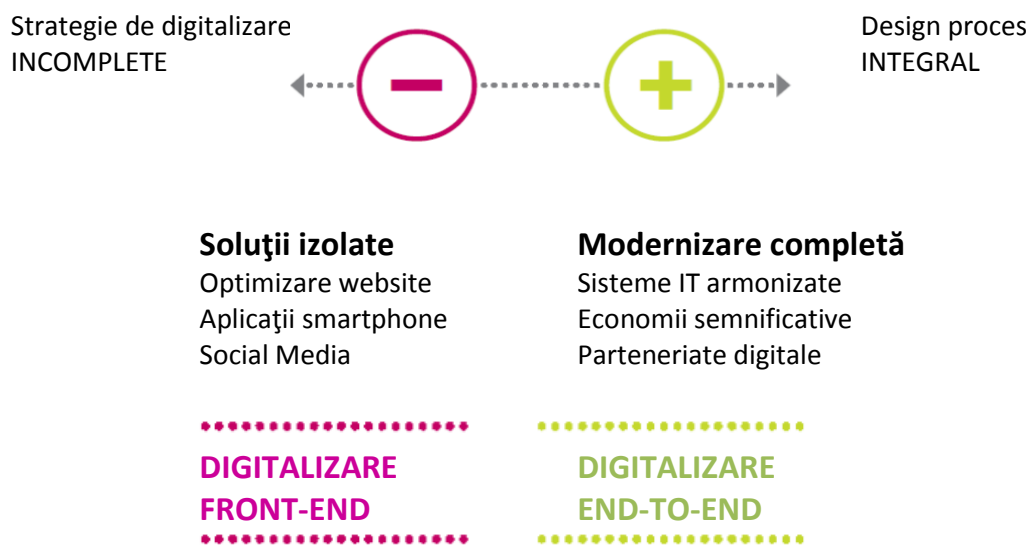 Strategie de digitalizare
INCOMPLETE
Design proces
INTEGRAL
Soluţii izolate
Optimizare website
Aplicaţii smartphone
Social Media
Modernizare completă
Sisteme IT armonizate
Economii semnificative
Parteneriate digitale
DIGITALIZARE
FRONT-END
DIGITALIZARE
END-TO-END